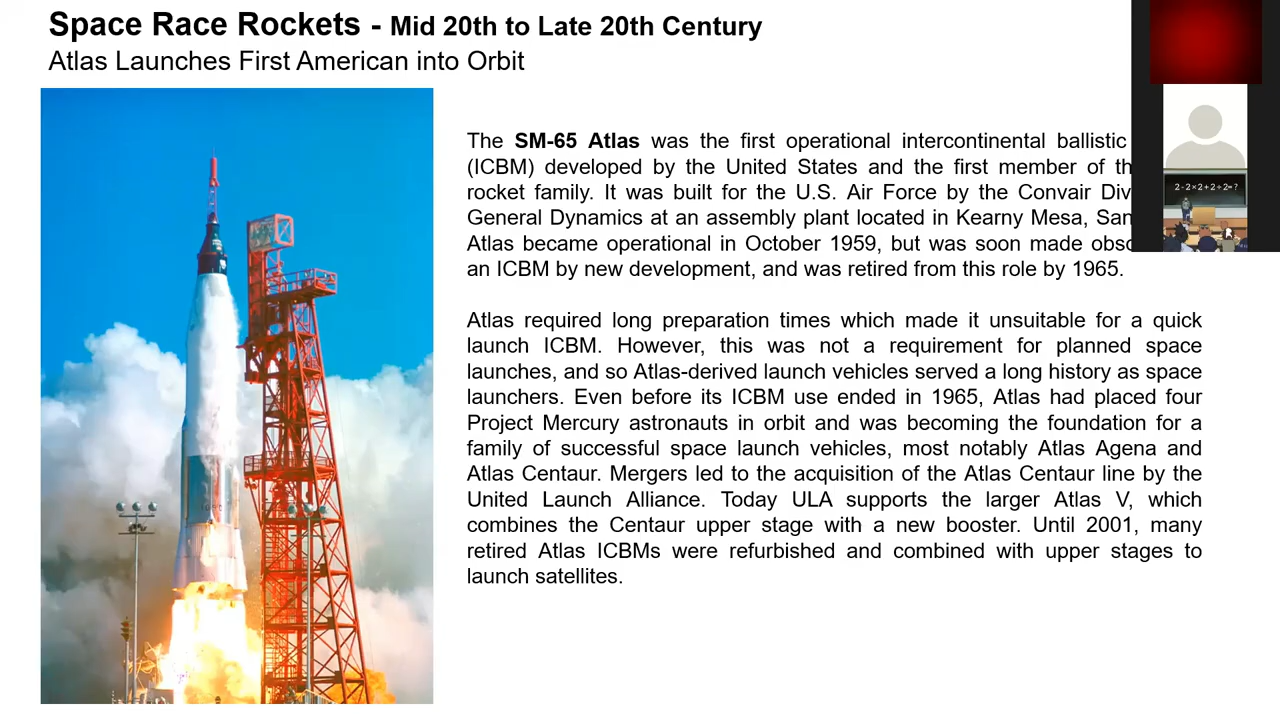 Space Race Rockets - Mid 20th to Late 20th Century
Atlas Launches First American into Orbit
The SM-65 Atlas was the first operational intercontinental ballistic
(ICBM) developed by the United States and the first member of th
rocket family. It was built for the U.S. Air Force by the Convair Div
General Dynamics at an assembly plant located in Kearny Mesa, San
Atlas became operational in October 1959, but was soon made obso
an ICBM by new development, and was retired from this role by 1965.
Atlas required long preparation times which made it unsuitable for a quick
launch ICBM. However, this was not a requirement for planned space
launches, and so Atlas-derived launch vehicles served a long history as space
launchers. Even before its ICBM use ended in 1965, Atlas had placed four
Project Mercury astronauts in orbit and was becoming the foundation for a
family of successful space launch vehicles, most notably Atlas Agena and
Atlas Centaur. Mergers led to the acquisition of the Atlas Centaur line by the
United Launch Alliance. Today ULA supports the larger Atlas V, which
combines the Centaur upper stage with a new booster. Until 2001, many
retired Atlas ICBMs were refurbished and combined with upper stages to
launch satellites.
2-2×2+2÷2=?